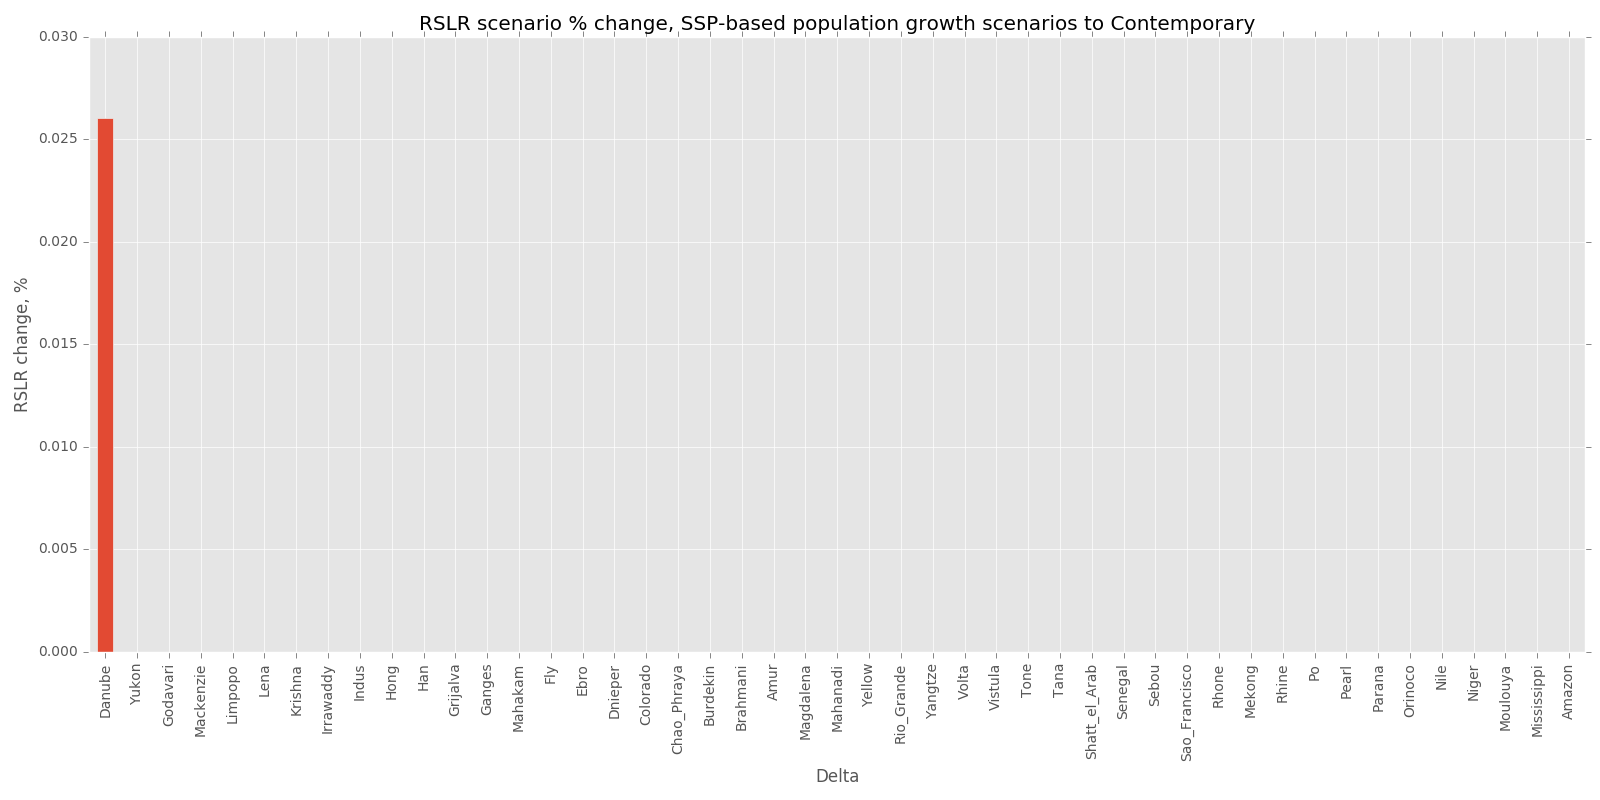 RSLR scenario % change, SSP-based population growth scenarios to Contemporary
0.030
0.025
0.020
0.015
0.010
0.005
0.000
RSLR change, %
Danube
Yukon
Godavari
Mackenzie
Limpopo
Lena
Krishna
Irrawaddy
Indus
Hong
Han
Grijalva
Ganges
Mahakam
Fly
Ebro
Dnieper
Colorado
Chao_Phraya
Burdekin
Brahmani
Amur
Magdalena
Mahanadi
Yellow
Rio_Grande
Yangtze
Volta
Vistula
Tone
Tana
Shatt_el_Arab
Senegal
Sebou
Sao_Francisco
Rhone
Mekong
Rhine
Po
Pearl
Parana
Orinoco
Nile
Niger
Moulouya
Mississippi
Amazon
Delta